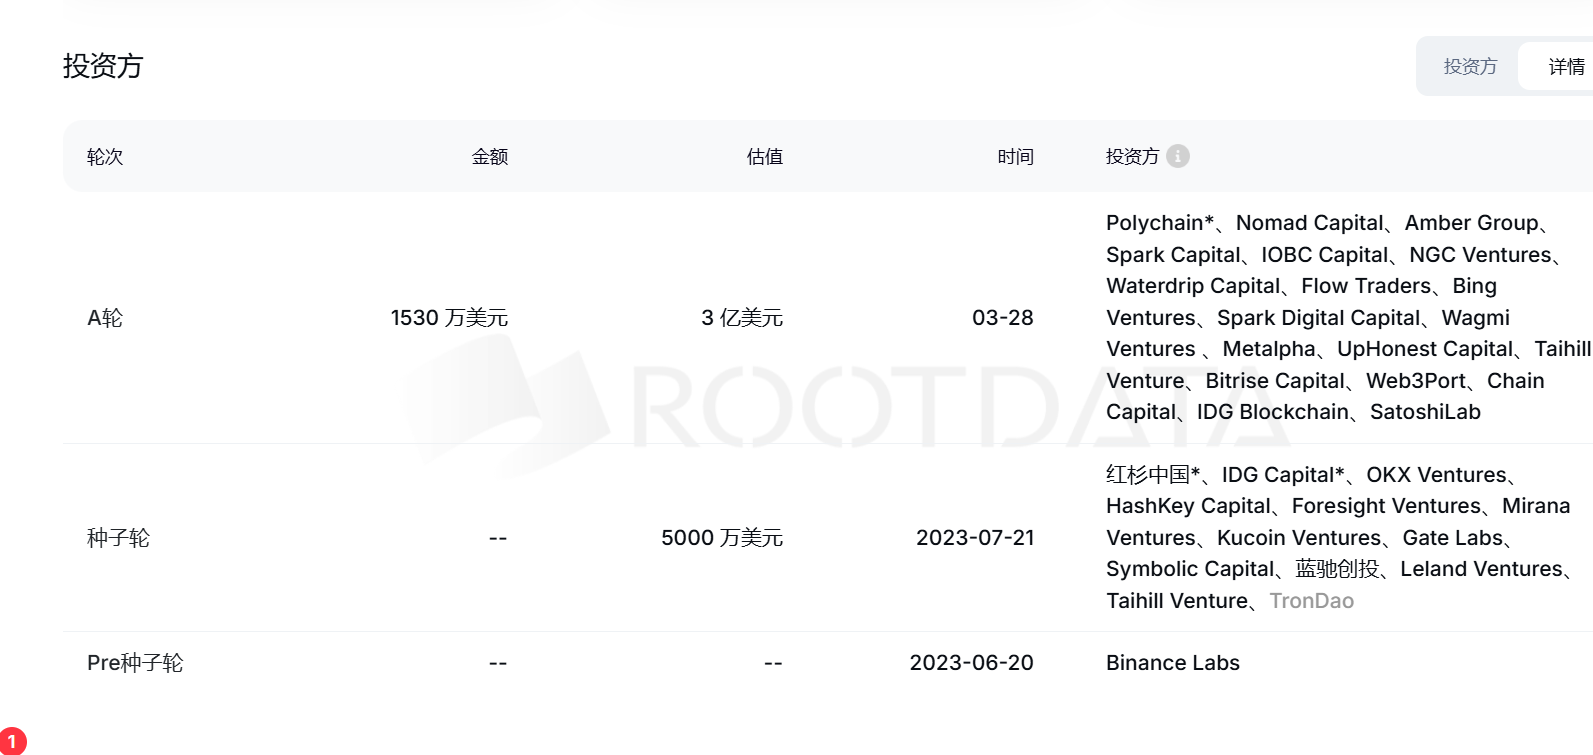 投资方
投资方 详情
轮次 金额 估值 时间 投资方
A轮 1530 万美元 3 亿美元 03-28
Polychain*、Nomad Capital、Amber Group、
Spark Capital、IOBC Capital、NGC Ventures、
Waterdrip Capital、Flow Traders、Bing
Ventures、Spark Digital Capital、Wagmi
Ventures 、Metalpha、UpHonest Capital、Taihill
Venture、Bitrise Capital、Web3Port、Chain
Capital、IDG Blockchain、SatoshiLab
ROOTDATA
种子轮 -- 5000 万美元 2023-07-21
红杉中国*、IDG Capital*、OKX Ventures、
HashKey Capital、Foresight Ventures、Mirana
Ventures、Kucoin Ventures、Gate Labs、
Symbolic Capital、蓝驰创投、Leland Ventures、
Taihill Venture、TronDao
Pre种子轮 -- -- 2023-06-20 Binance Labs
1